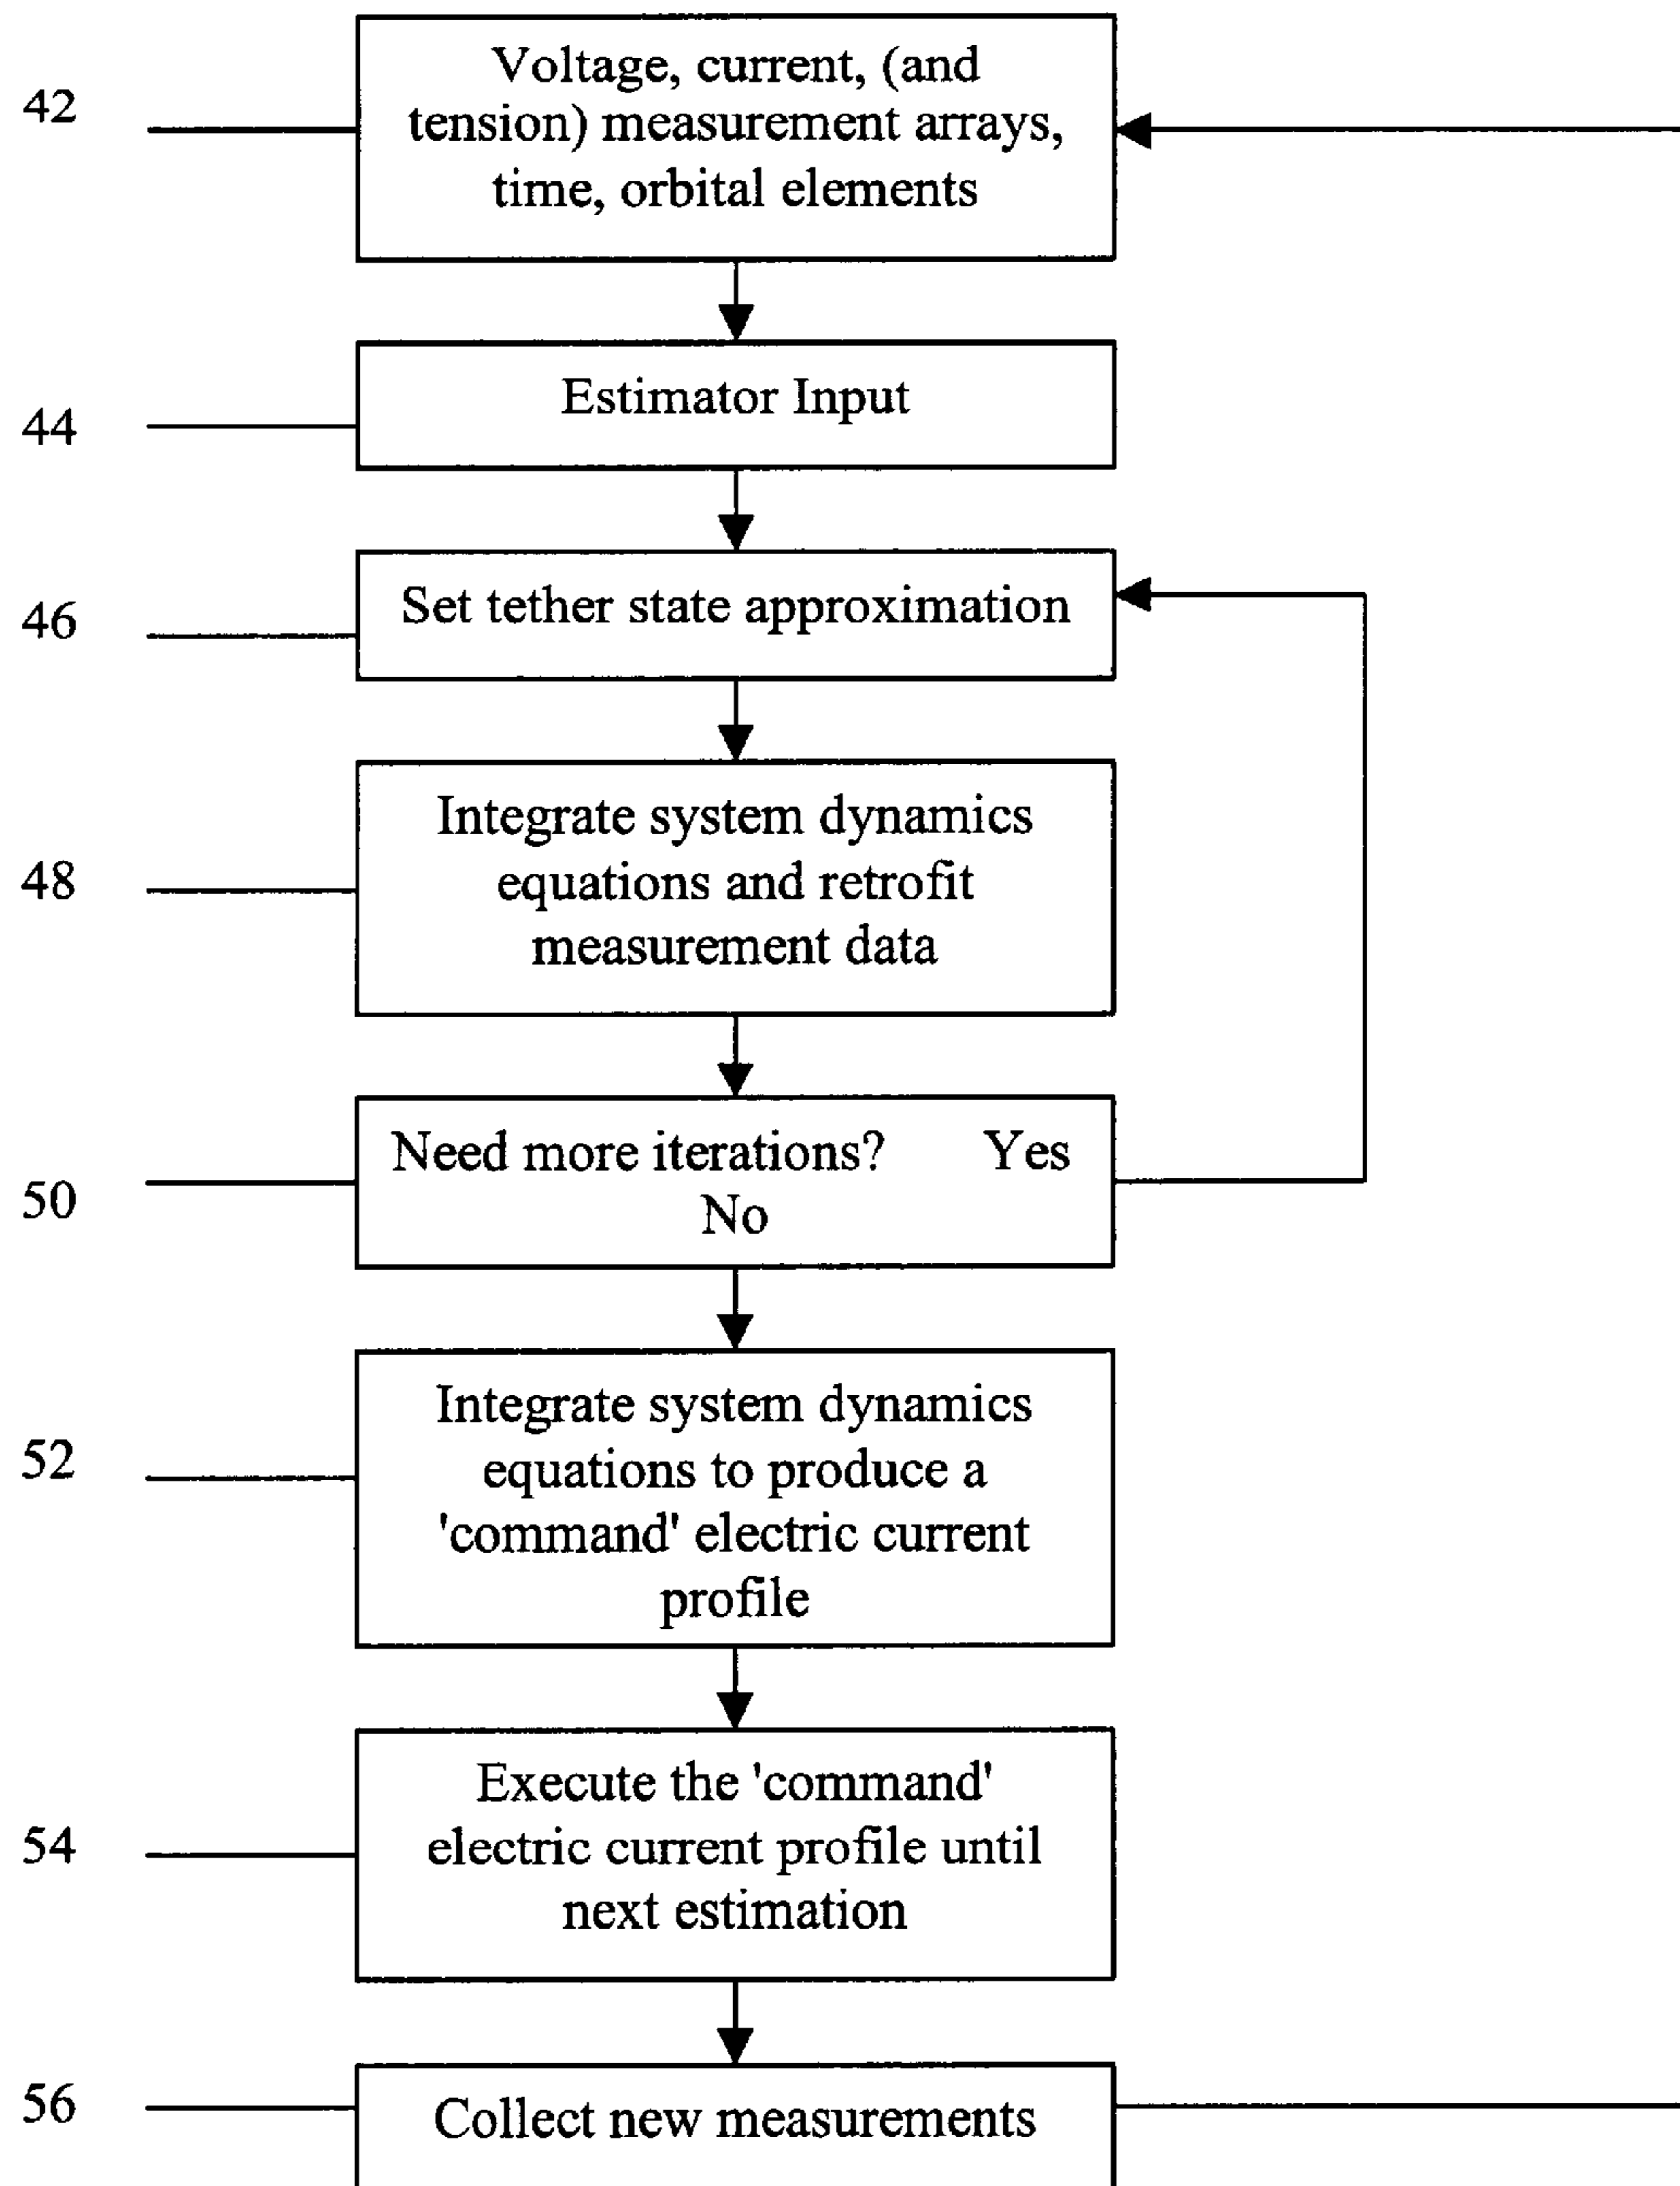 42
Voltage, current, (and
tension) measurement arrays,
time, orbital elements
44
Estimator Input
46
Set tether state approximation
48
Integrate system dynamics
equations and retrofit
measurement data
50
Need more iterations? Yes
No
52
Integrate system dynamics
equations to produce a
'command' electric current
profile
54
Execute the 'command'
electric current profile until
next estimation
56
Collect new measurements